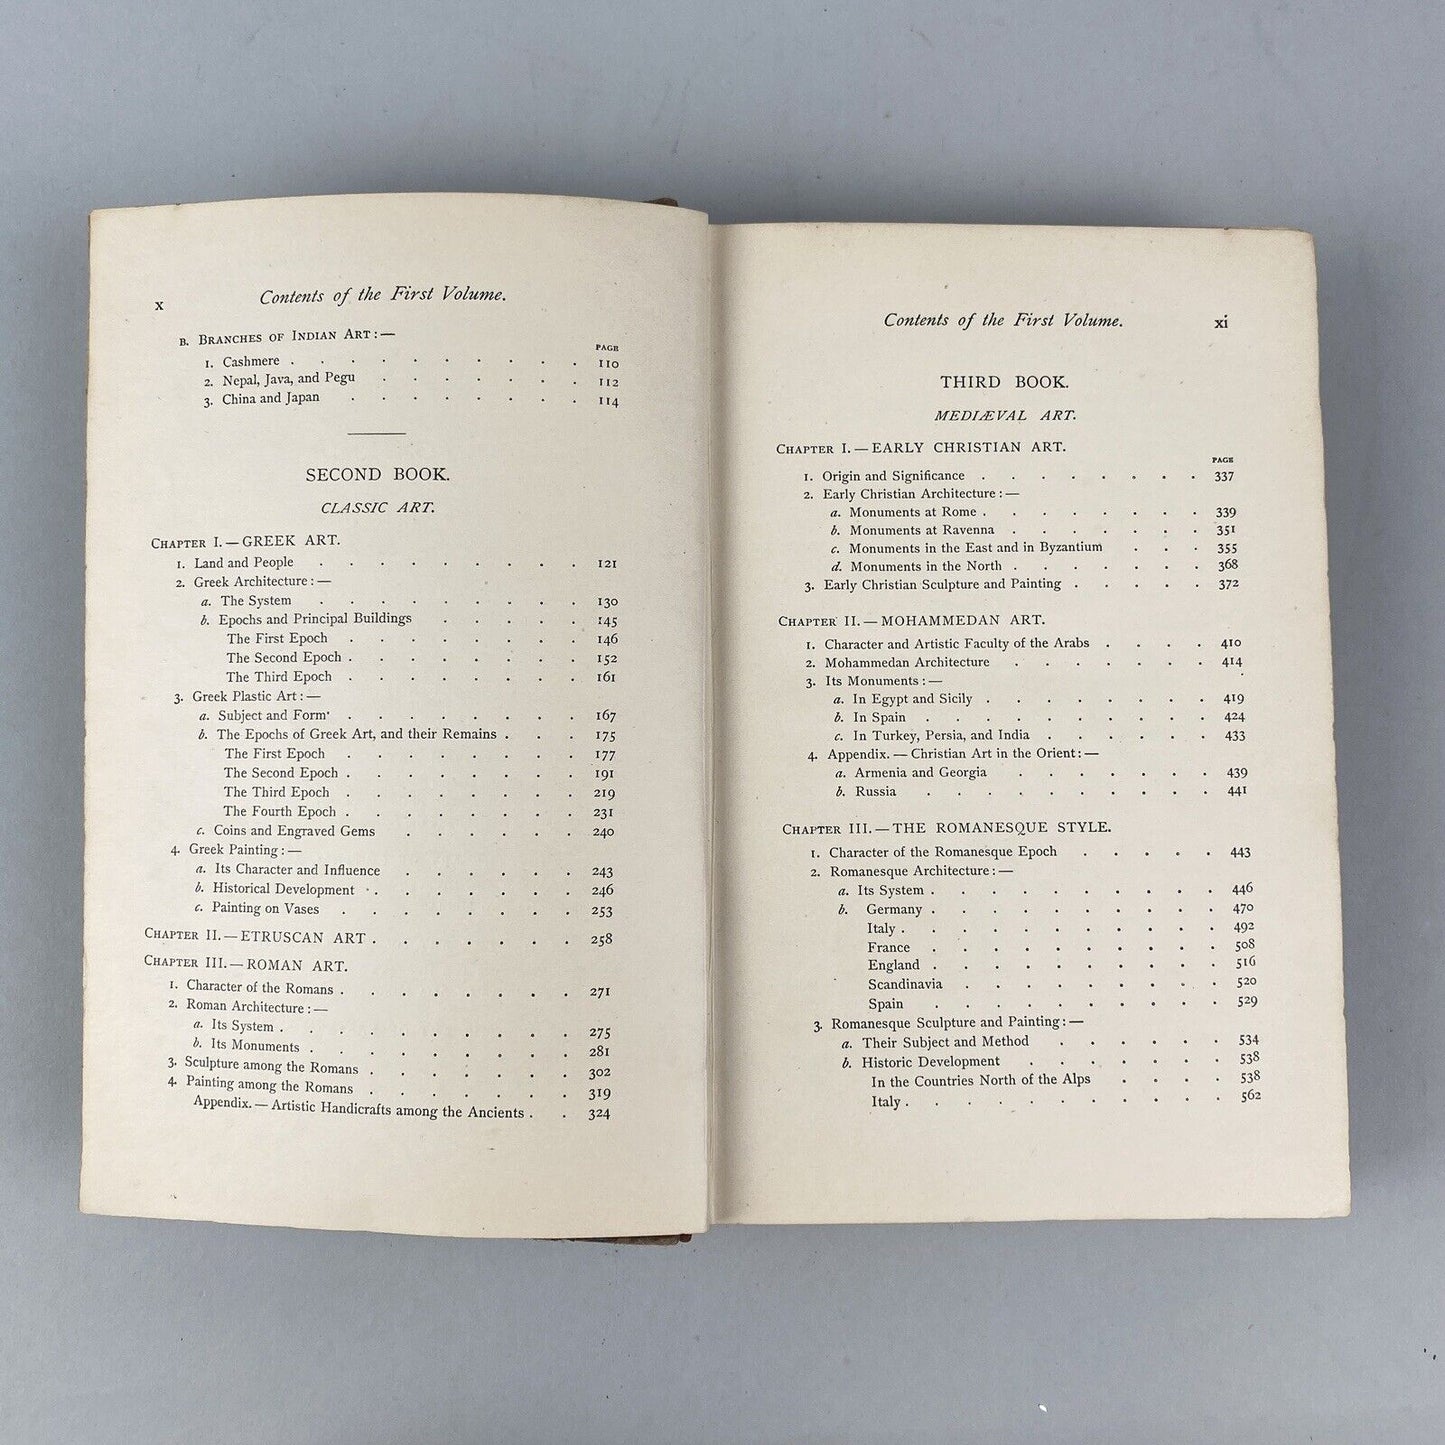 x
Contents of the First Volume.
B. BRANCHES OF INDIAN ART:—
PAGE
1. Cashmere . . . . . . . . . . 110
2. Nepal, Java, and Pegu . . . . . . . 112
3. China and Japan . . . . . . . . 114
SECOND BOOK.
CLASSIC ART.
CHAPTER I.—GREEK ART.
1. Land and People . . . . . . . . . 121
2. Greek Architecture:—
a. The System . . . . . . . . . 130
b. Epochs and Principal Buildings . . . . . 145
The First Epoch . . . . . . . . 146
The Second Epoch . . . . . . . . 152
The Third Epoch . . . . . . . . 161
3. Greek Plastic Art:—
a. Subject and Form . . . . . . . . 167
b. The Epochs of Greek Art, and their Remains . . . 175
The First Epoch . . . . . . . . 177
The Second Epoch . . . . . . . . 191
The Third Epoch . . . . . . . . 219
The Fourth Epoch . . . . . . . . 231
c. Coins and Engraved Gems . . . . . . 240
4. Greek Painting:—
a. Its Character and Influence . . . . . . 243
b. Historical Development . . . . . . . 246
c. Painting on Vases . . . . . . . . 253
CHAPTER II.—ETRUSCAN ART . . . . . . . 258
CHAPTER III.—ROMAN ART.
1. Character of the Romans . . . . . . . . 271
2. Roman Architecture:—
a. Its System . . . . . . . . . . 275
b. Its Monuments . . . . . . . . . 281
3. Sculpture among the Romans . . . . . . . 302
4. Painting among the Romans . . . . . . . 319
Appendix.—Artistic Handicrafts among the Ancients . . 324
Contents of the First Volume.
xi
THIRD BOOK.
MEDIÆVAL ART.
CHAPTER I.—EARLY CHRISTIAN ART.
PAGE
1. Origin and Significance . . . . . . . . 337
2. Early Christian Architecture:—
a. Monuments at Rome . . . . . . . . 339
b. Monuments at Ravenna . . . . . . . 351
c. Monuments in the East and in Byzantium . . . 355
d. Monuments in the North . . . . . . . 368
3. Early Christian Sculpture and Painting . . . . . 372
CHAPTER II.—MOHAMMEDAN ART.
1. Character and Artistic Faculty of the Arabs . . . . 410
2. Mohammedan Architecture . . . . . . . 414
3. Its Monuments:—
a. In Egypt and Sicily . . . . . . . . 419
b. In Spain . . . . . . . . . . 424
c. In Turkey, Persia, and India . . . . . . 433
4. Appendix.—Christian Art in the Orient:—
a. Armenia and Georgia . . . . . . . 439
b. Russia . . . . . . . . . . 441
CHAPTER III.—THE ROMANESQUE STYLE.
1. Character of the Romanesque Epoch . . . . . 443
2. Romanesque Architecture:—
a. Its System . . . . . . . . . . 446
b. Germany . . . . . . . . . . 470
Italy . . . . . . . . . . . 492
France . . . . . . . . . . 508
England . . . . . . . . . . 516
Scandinavia . . . . . . . . . 520
Spain . . . . . . . . . . 529
3. Romanesque Sculpture and Painting:—
a. Their Subject and Method . . . . . . 534
b. Historic Development . . . . . . . 538
In the Countries North of the Alps . . . . 538
Italy . . . . . . . . . . . 562